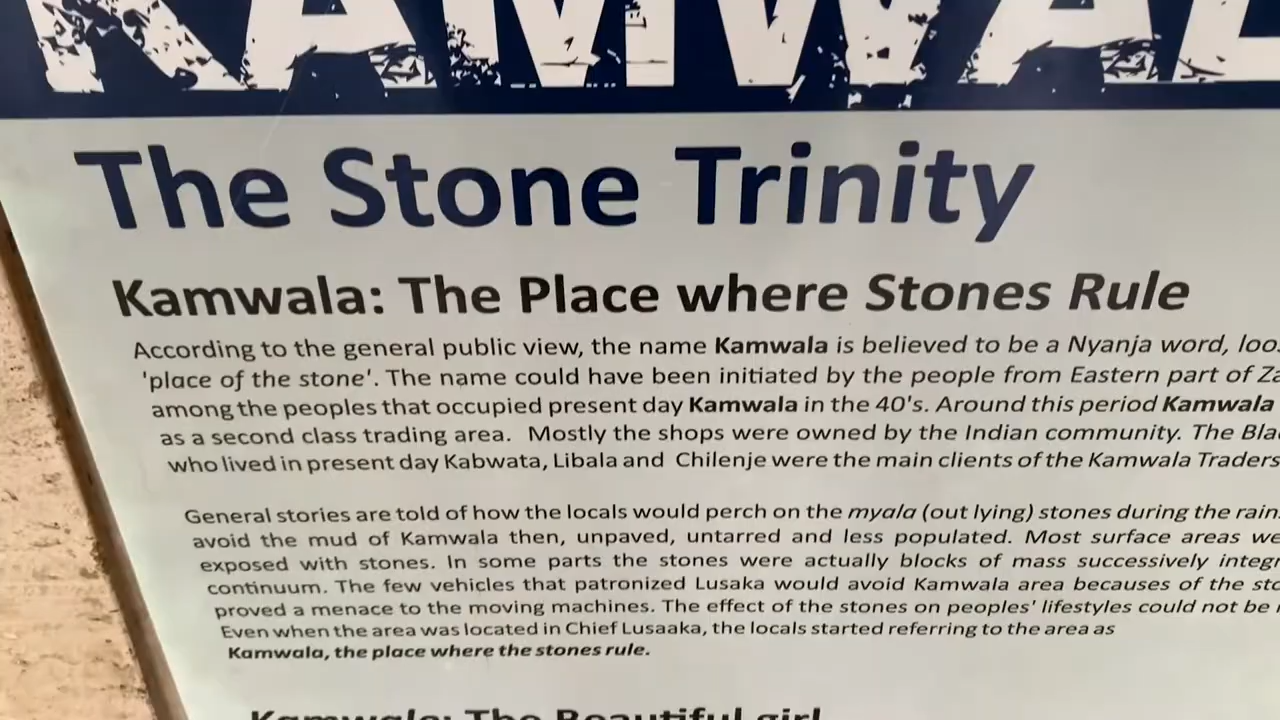 KAMWAL
The Stone Trinity
Kamwala: The Place where Stones Rule
According to the general public view, the name Kamwala is believed to be a Nyanja word,
'place of the stone'. The name could have been initiated by the people from Eastern part of
among the peoples that occupied present day Kamwala in the 40's. Around this period Kamwala
as a second class trading area. Mostly the shops were owned by the Indian community. The
who lived in present day Kabwata, Libala and Chilenje were the main clients of the Kamwala Traders
General stories are told of how the locals would perch on the myala (out lying) stones during the
avoid the mud of Kamwala then, unpaved, untarred and less populated. Most surface areas
exposed with stones. In some parts the stones were actually blocks of mass successively
continuum. The few vehicles that patronized Lusaka would avoid Kamwala area becauses of the
proved a menace to the moving machines. The effect of the stones on peoples' lifestyles could not be
Even when the area was located in Chief Lusaaka, the locals started referring to the area as
Kamwala, the place where the stones rule.
Kamwala: The Beautiful girl